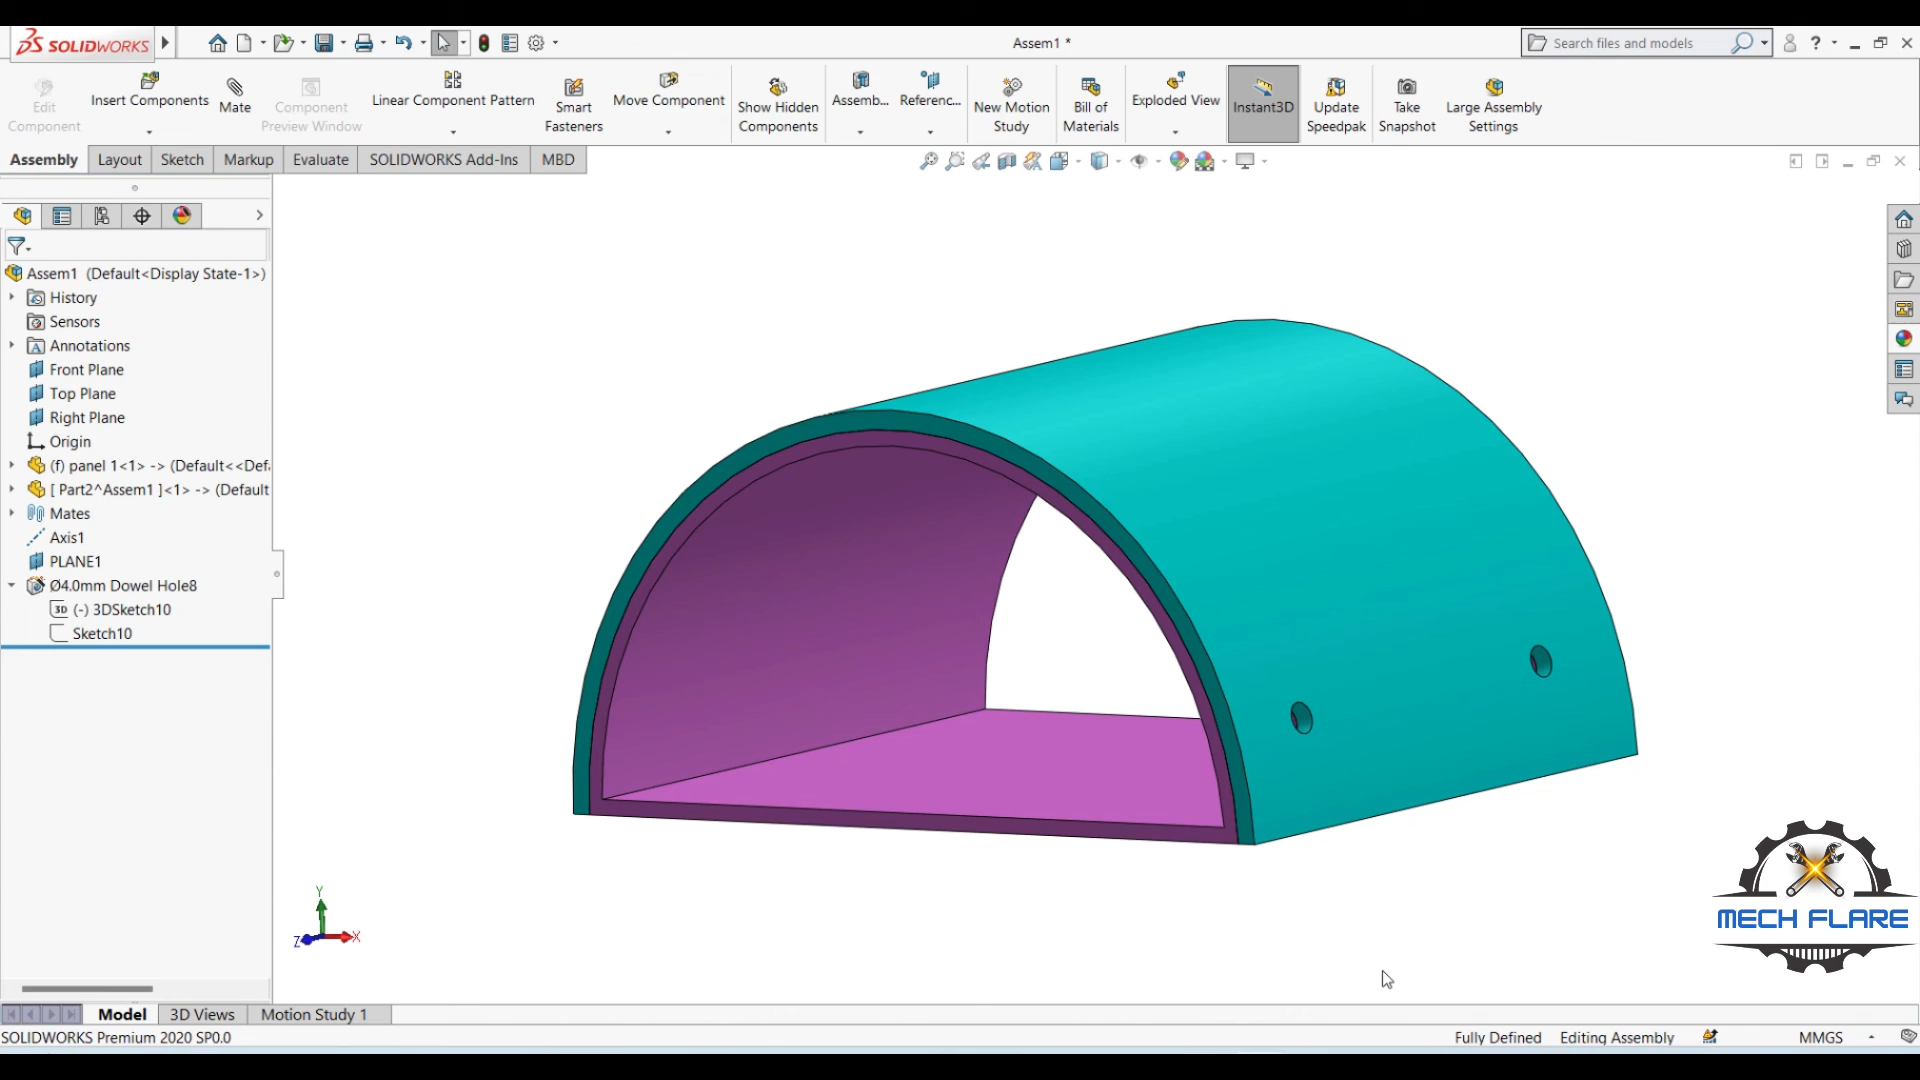 SOLIDWORKS
Assem1 *
Search files and models
Edit
Component
Insert Components
Mate
Component
Preview Window
Linear Component Pattern
Smart
Fasteners
Move Component
Show Hidden
Components
Assemb...
Referenc...
New Motion
Study
Bill of
Materials
Exploded View
Instant3D
Update
Speedpak
Take
Snapshot
Large Assembly
Settings
Assembly
Layout
Sketch
Markup
Evaluate
SOLIDWORKS Add-Ins
MBD
Assem1 (Default<Display State-1>)
History
Sensors
Annotations
Front Plane
Top Plane
Right Plane
Origin
(f) panel 1<1> -> (Default<<Def
[ Part2^Assem1 ]<1> -> (Default
Mates
Axis1
PLANE1
Ø4.0mm Dowel Hole8
3D (-) 3DSketch10
Sketch10
Y
Z
X
MECH FLARE
Model
3D Views
Motion Study 1
SOLIDWORKS Premium 2020 SP0.0
Fully Defined
Editing Assembly
MMGS